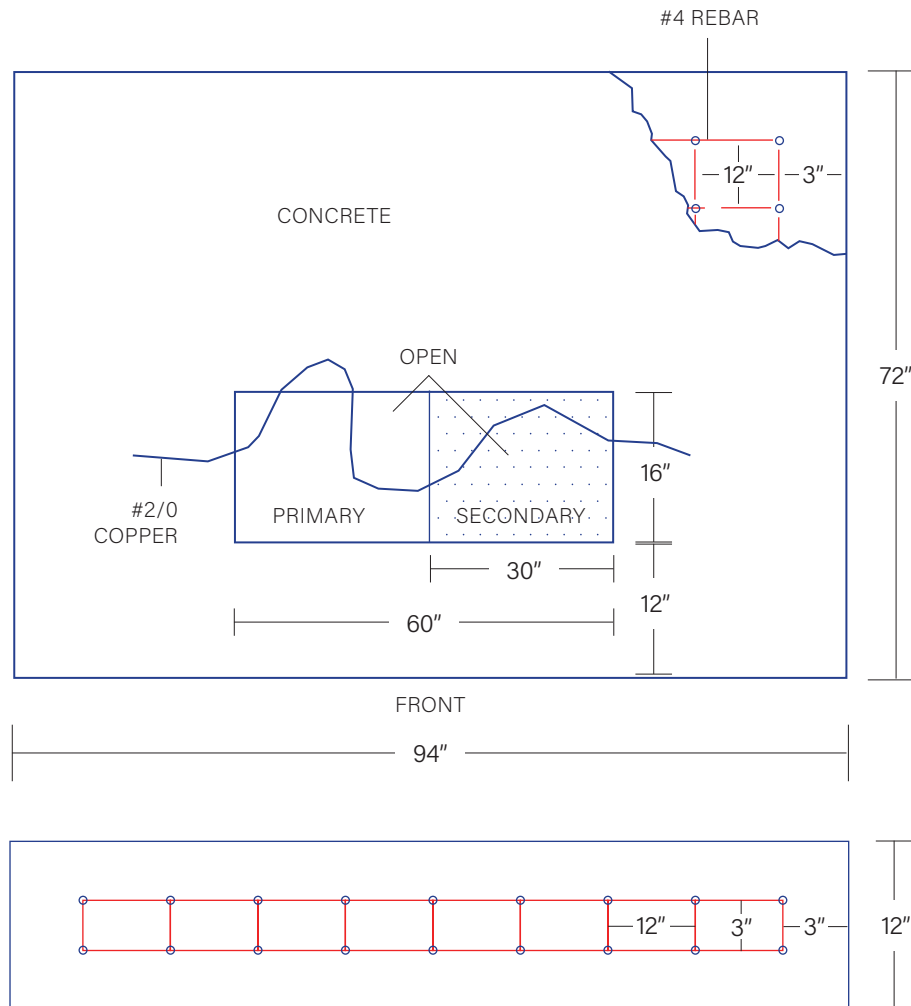 #4 REBAR
12″
3″
CONCRETE
OPEN
72″
16″
#2/0
COPPER
PRIMARY
SECONDARY
30″
12″
60″
FRONT
94″
12″
3″
3″
12″